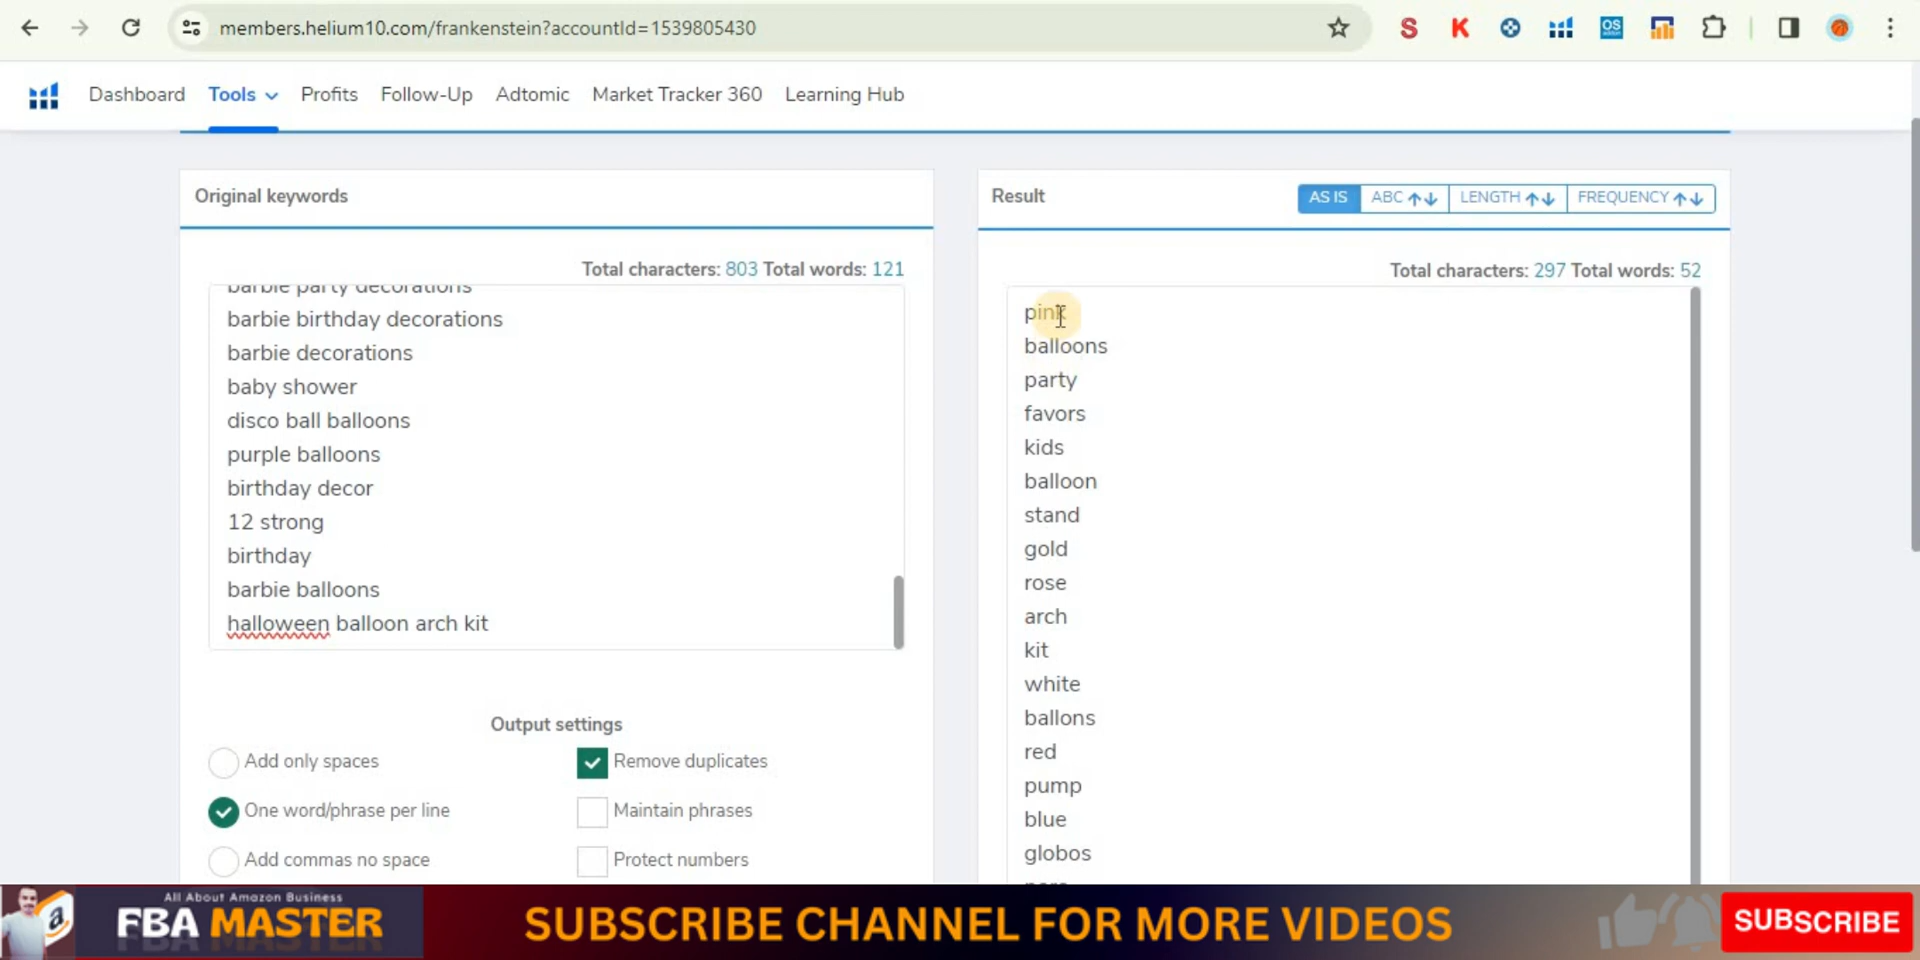 members.helium10.com/frankenstein?accountId=1539805430
S
K
OS
Dashboard
Tools
Profits
Follow-Up
Adtomic
Market Tracker 360
Learning Hub
Original keywords
Total characters: 803 Total words: 121
barbie party decorations
barbie birthday decorations
barbie decorations
baby shower
disco ball balloons
purple balloons
birthday decor
12 strong
birthday
barbie balloons
halloween balloon arch kit
Output settings
Add only spaces
Remove duplicates
One word/phrase per line
Maintain phrases
Add commas no space
Protect numbers
Result
AS IS
ABC
LENGTH
FREQUENCY
Total characters: 297 Total words: 52
pink
balloons
party
favors
kids
balloon
stand
gold
rose
arch
kit
white
ballons
red
pump
blue
globos
a
All About Amazon Business
FBA MASTER
SUBSCRIBE CHANNEL FOR MORE VIDEOS
SUBSCRIBE